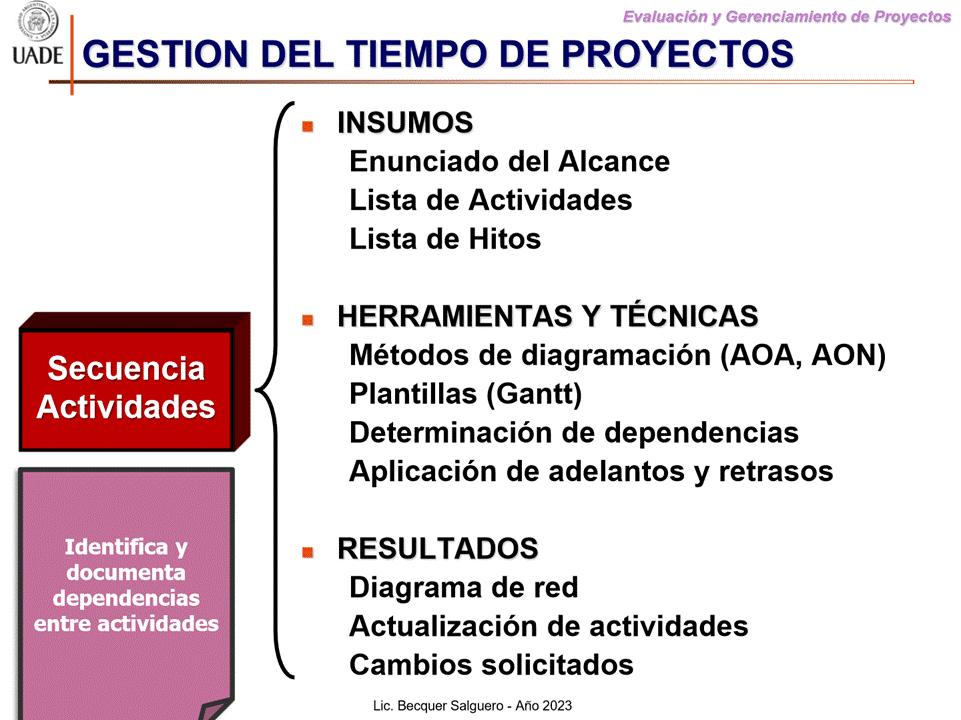 Evaluación y Gerenciamiento de Proyectos
UADE
GESTION DEL TIEMPO DE PROYECTOS
INSUMOS
Enunciado del Alcance
Lista de Actividades
Lista de Hitos
HERRAMIENTAS Y TÉCNICAS
Métodos de diagramación (AOA, AON)
Plantillas (Gantt)
Determinación de dependencias
Aplicación de adelantos y retrasos
RESULTADOS
Diagrama de red
Actualización de actividades
Cambios solicitados
Secuencia
Actividades
Identifica y
documenta
dependencias
entre actividades
Lic. Becquer Salguero - Año 2023